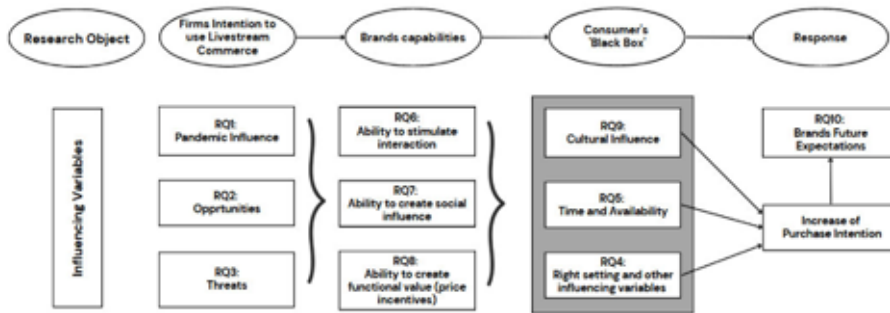 Research Object
Firms Intention to
use Livestream
Commerce
Brands capabilities
Consumer's
'Black Box'
Response
Influencing Variables
RQ1:
Pandemic Influence
RQ2:
Opprtunities
RQ3:
Threats
RQ6:
Ability to stimulate
interaction
RQ7:
Ability to create social
influence
RQ8:
Ability to create
functional value (price
incentives)
RQ9:
Cultural Influence
RQ5:
Time and Availability
RQ4:
Right setting and other
influencing variables
RQ10:
Brands Future
Expectations
Increase of
Purchase Intention